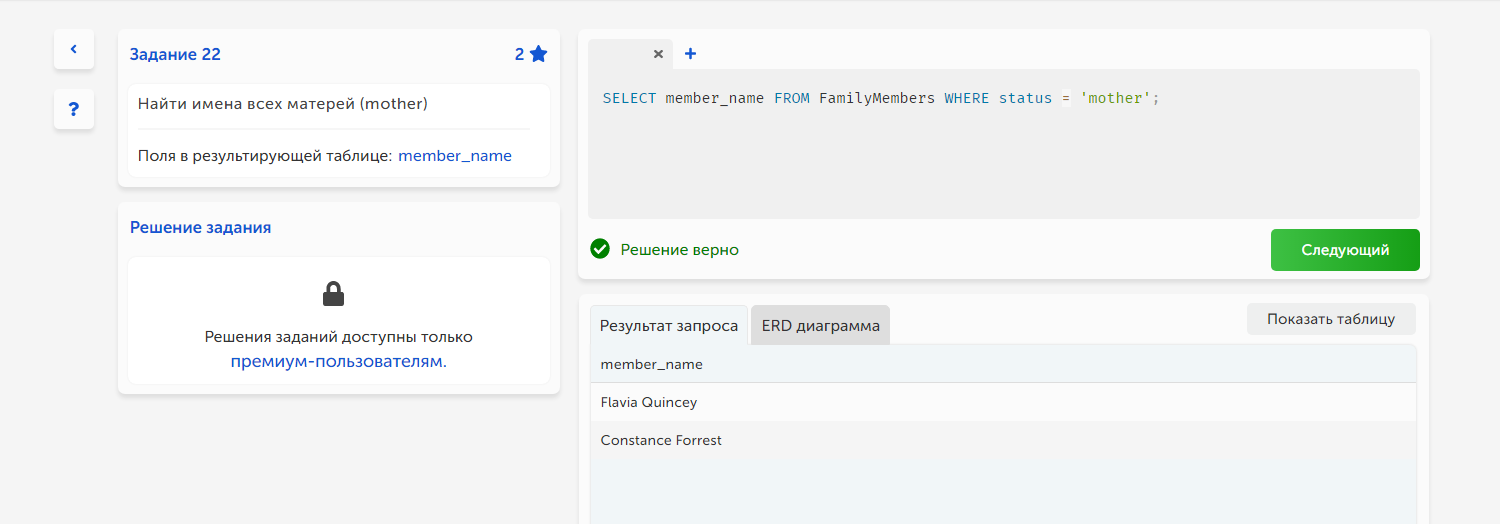 Задание 22
2
Найти имена всех матерей (mother)
Поля в результирующей таблице: member_name
Решение задания
Решения заданий доступны только
премиум-пользователям.
?
SELECT member_name FROM FamilyMembers WHERE status = 'mother';
Решение верно
Следующий
Результат запроса
ERD диаграмма
Показать таблицу
member_name
Flavia Quincey
Constance Forrest